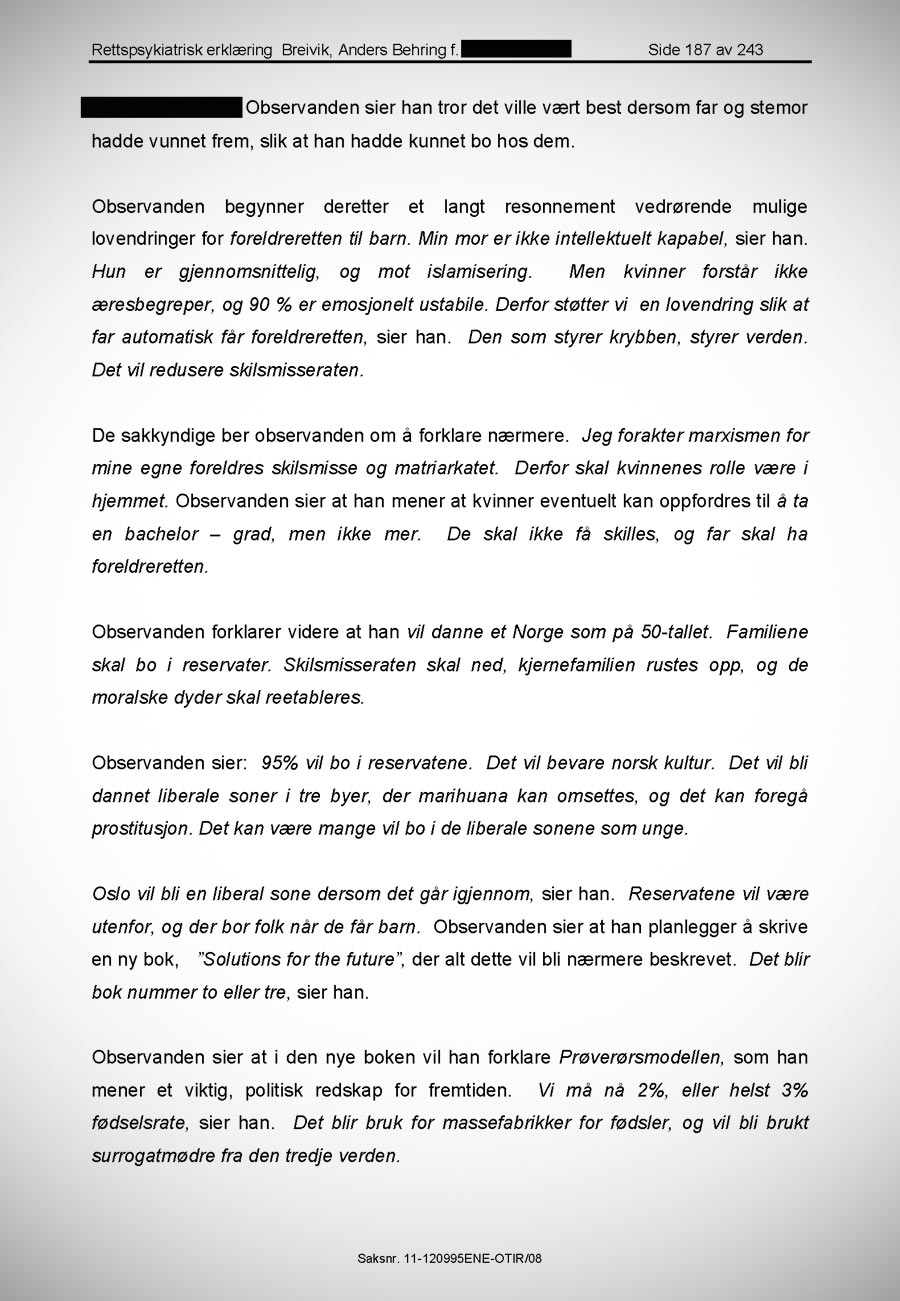 Rettspsykiatrisk erklæring Breivik, Anders Behring f. Side 187 av 243
Observanden sier han tror det ville vært best dersom far og stemor
hadde vunnet frem, slik at han hadde kunnet bo hos dem.
Observanden begynner deretter et langt resonnement vedrørende mulige
lovendringer for foreldreretten til barn. Min mor er ikke intellektuelt kapabel, sier han.
Hun er gjennomsnittelig, og mot islamisering. Men kvinner forstår ikke
æresbegreper, og 90 % er emosjonelt ustabile. Derfor støtter vi en lovendring slik at
far automatisk får foreldreretten, sier han. Den som styrer krybben, styrer verden.
Det vil redusere skilsmisseraten.
De sakkyndige ber observanden om å forklare nærmere. Jeg forakter marxismen for
mine egne foreldres skilsmisse og matriarkatet. Derfor skal kvinnenes rolle være i
hjemmet. Observanden sier at han mener at kvinner eventuelt kan oppfordres til å ta
en bachelor – grad, men ikke mer. De skal ikke få skilles, og far skal ha
foreldreretten.
Observanden forklarer videre at han vil danne et Norge som på 50-tallet. Familiene
skal bo i reservater. Skilsmisseraten skal ned, kjernefamilien rustes opp, og de
moralske dyder skal reetableres.
Observanden sier: 95% vil bo i reservatene. Det vil bevare norsk kultur. Det vil bli
dannet liberale soner i tre byer, der marihuana kan omsettes, og det kan foregå
prostitusjon. Det kan være mange vil bo i de liberale sonene som unge.
Oslo vil bli en liberal sone dersom det går igjennom, sier han. Reservatene vil være
utenfor, og der bor folk når de får barn. Observanden sier at han planlegger å skrive
en ny bok, ”Solutions for the future”, der alt dette vil bli nærmere beskrevet. Det blir
bok nummer to eller tre, sier han.
Observanden sier at i den nye boken vil han forklare Prøverørsmodellen, som han
mener et viktig, politisk redskap for fremtiden. Vi må nå 2%, eller helst 3%
fødselsrate, sier han. Det blir bruk for massefabrikker for fødsler, og vil bli brukt
surrogatmødre fra den tredje verden.
Saksnr. 11-120995ENE-OTIR/08